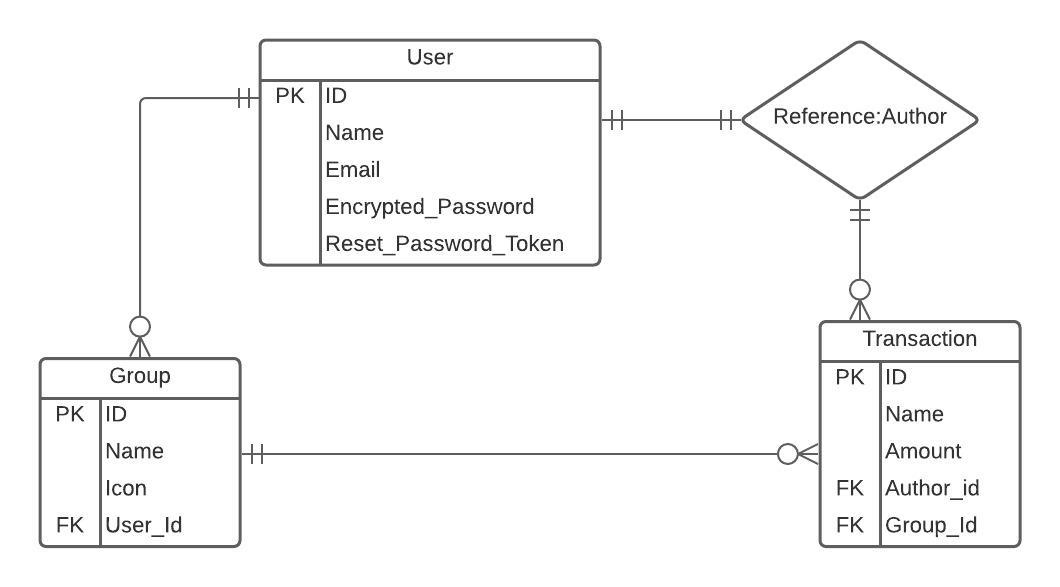 User
PK ID
Name
Email
Encrypted_Password
Reset_Password_Token
Reference:Author
Group
PK ID
Name
Icon
FK User_Id
Transaction
PK ID
Name
Amount
FK Author_id
FK Group_Id